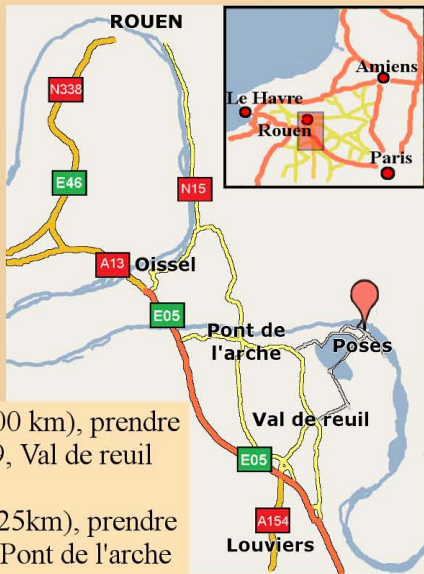 ROUEN
Amiens
Le Havre
Rouen
Paris
N338
E46
N15
A13 Oissel
E05
Pont de
l'arche
Poses
Val de reuil
E05
A154
Louviers
00 km), prendre
, Val de reuil
25km), prendre
Pont de l'arche